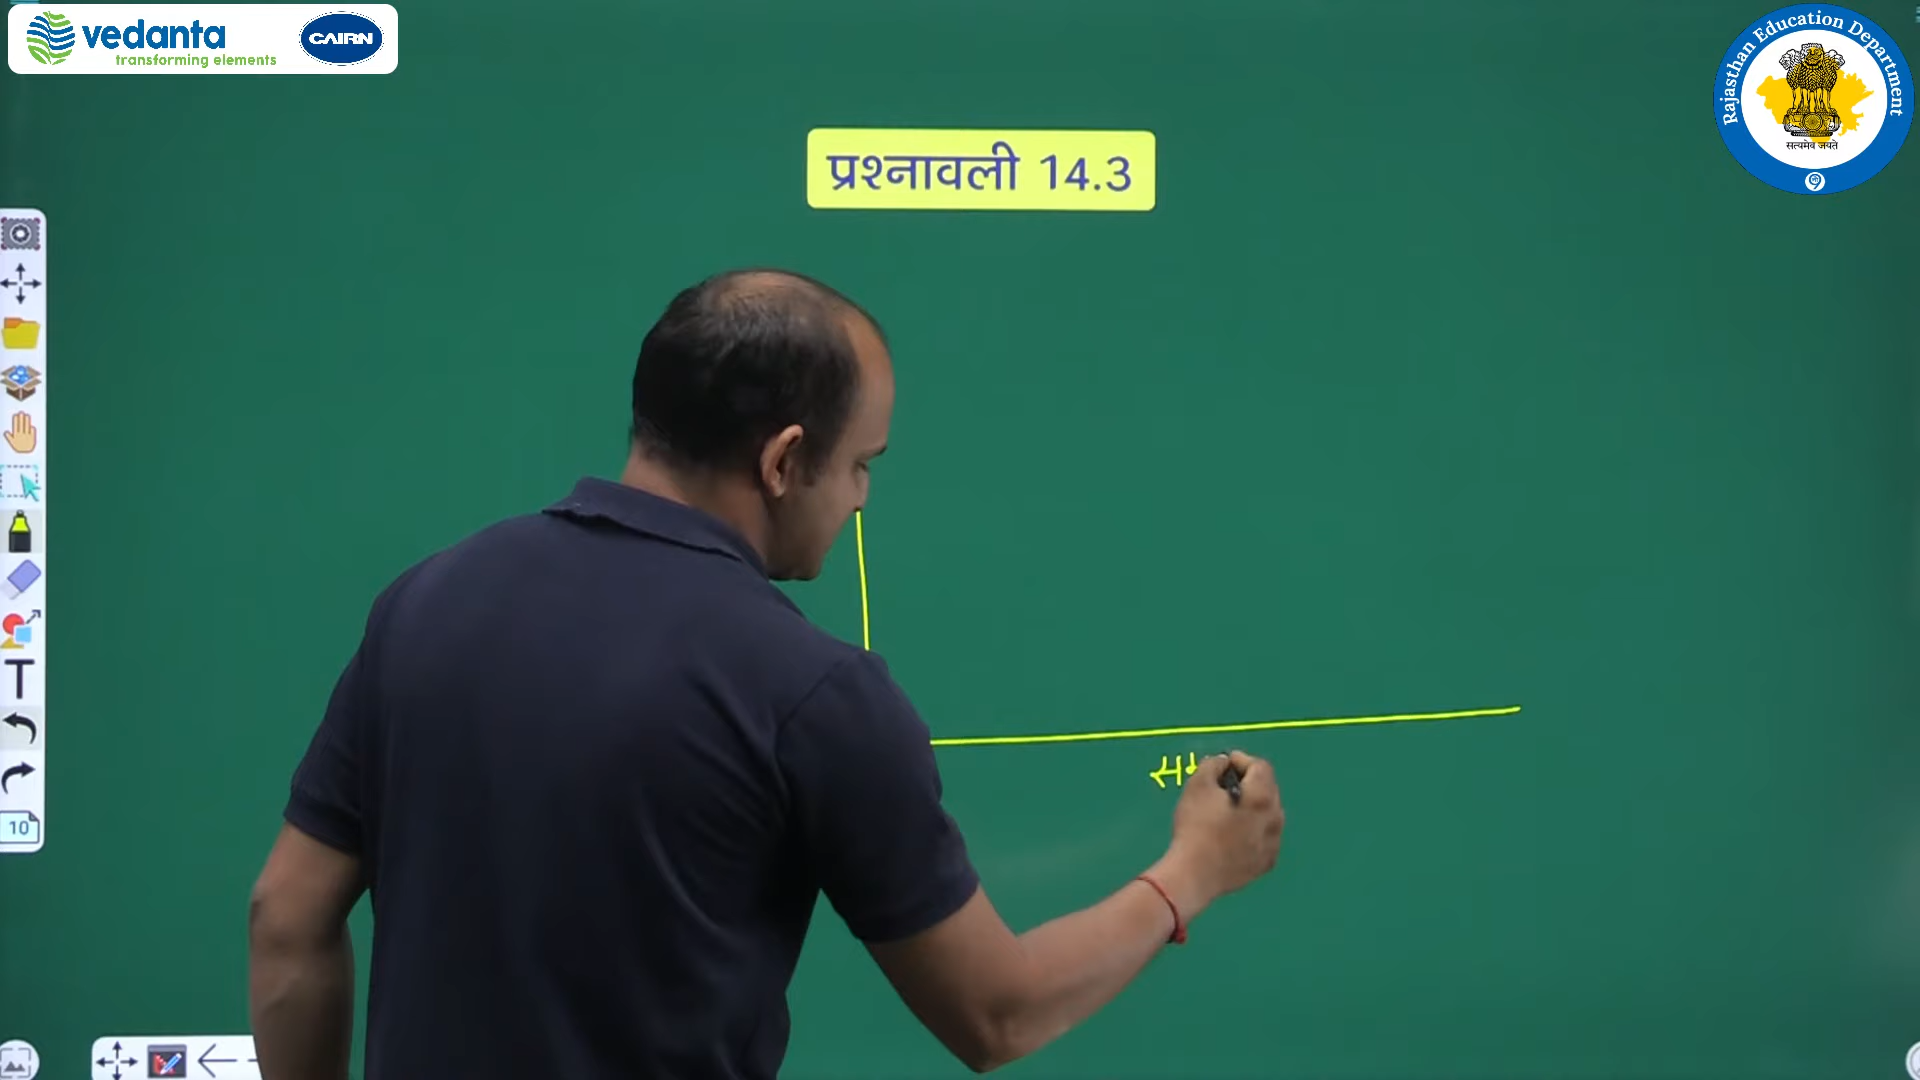 vedanta
transforming elements
CAIRN
Rajasthan Education Department
सत्यमेव जयते
प्रश्नावली 14.3
T
10